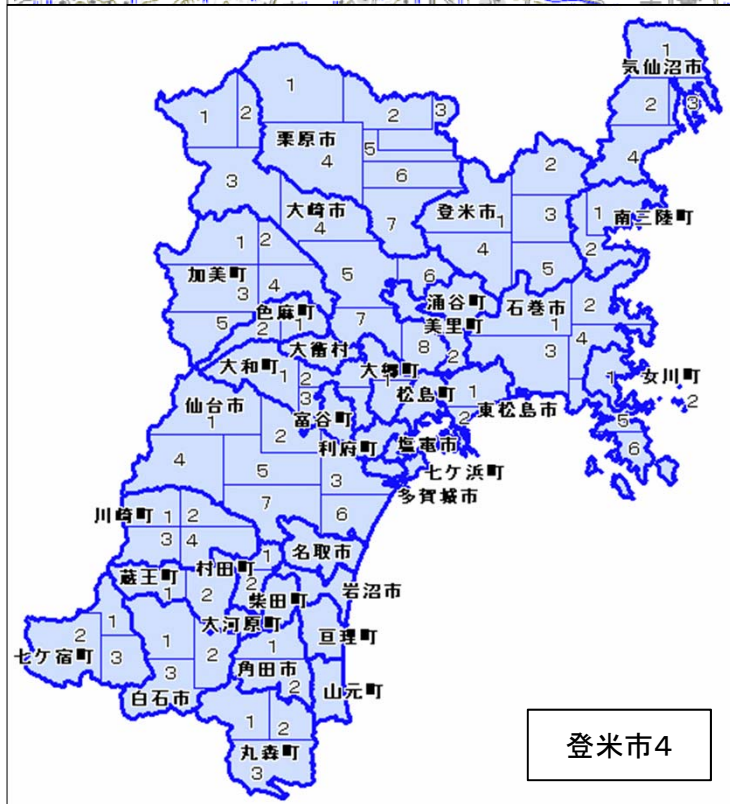 1
気仙沼市
1
1
2
2
3
2
3
栗原市
5
4
4
2
3
6
大崎市
7
登米市
1
3
1
南三陸町
4
4
2
1
2
5
6
5
加美町
4
涌谷町
石巻市
2
3
色麻町
1
1
5
2
7
美里町
4
大衡村
8
2
3
大和町
1
2
大郷町
1
1
女川町
3
松島町
1
2
仙台市
富谷町
東松島市
1
2
2
利府町
塩竈市
5
4
5
6
3
七ケ浜町
7
多賀城市
川崎町
1
2
6
3
4
名取市
1
蔵王町
村田町
1
2
2
岩沼市
柴田町
1
大河原町
2
1
亘理町
七ケ宿町
3
2
1
3
角田市
白石市
2
山元町
1
2
丸森町
3
登米市4